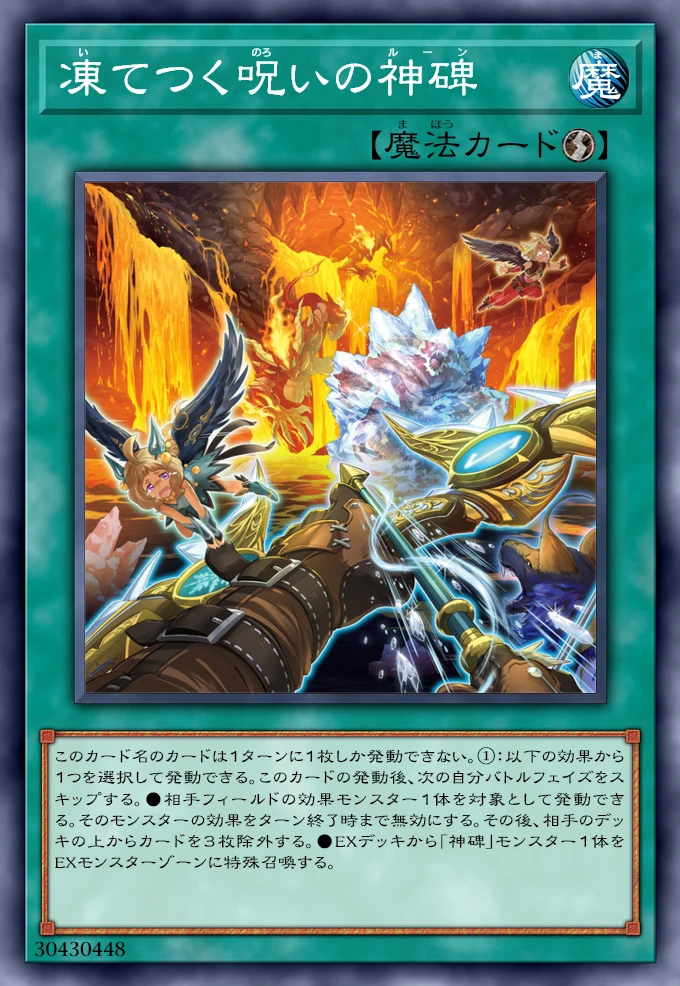 凍てつく呪いの神碑
い のろ ルーン
魔
ま
【魔法カード】
ま ほう
このカード名のカードは1ターンに1枚しか発動できない。①:以下の効果から
1つを選択して発動できる。このカードの発動後、次の自分バトルフェイズをス
キップする。●相手フィールドの効果モンスター1体を対象として発動でき
る。そのモンスターの効果をターン終了時まで無効にする。その後、相手のデッ
キの上からカードを3枚除外する。●EXデッキから「神碑」モンスター1体を
EXモンスターゾーンに特殊召喚する。
30430448